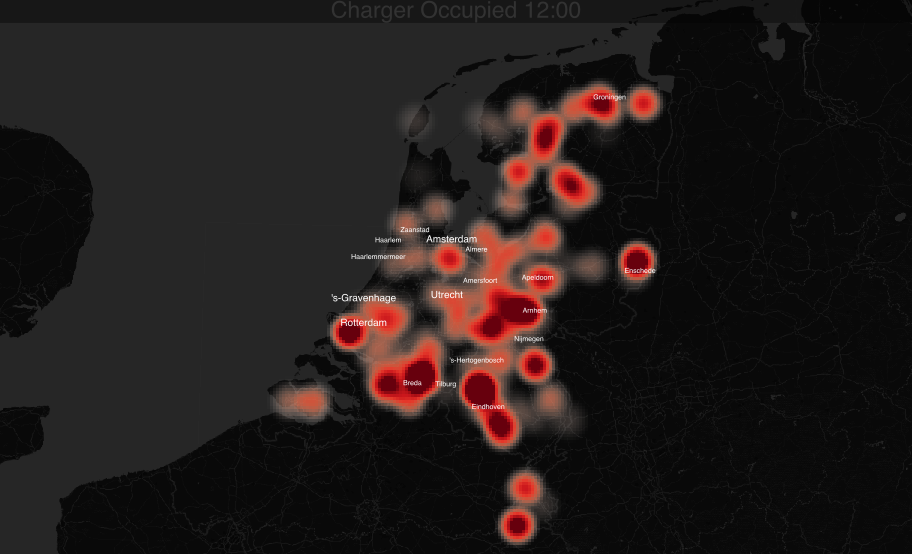 Charger Occupied 12:00
Groningen
Zaanstad
Haarlem
Amsterdam
Almere
Haarlemmermeer
Enschede
Amersfoort
Apeldoorn
Utrecht
's-Gravenhage
Arnhem
Rotterdam
Nijmegen
's-Hertogenbosch
Breda
Tilburg
Eindhoven